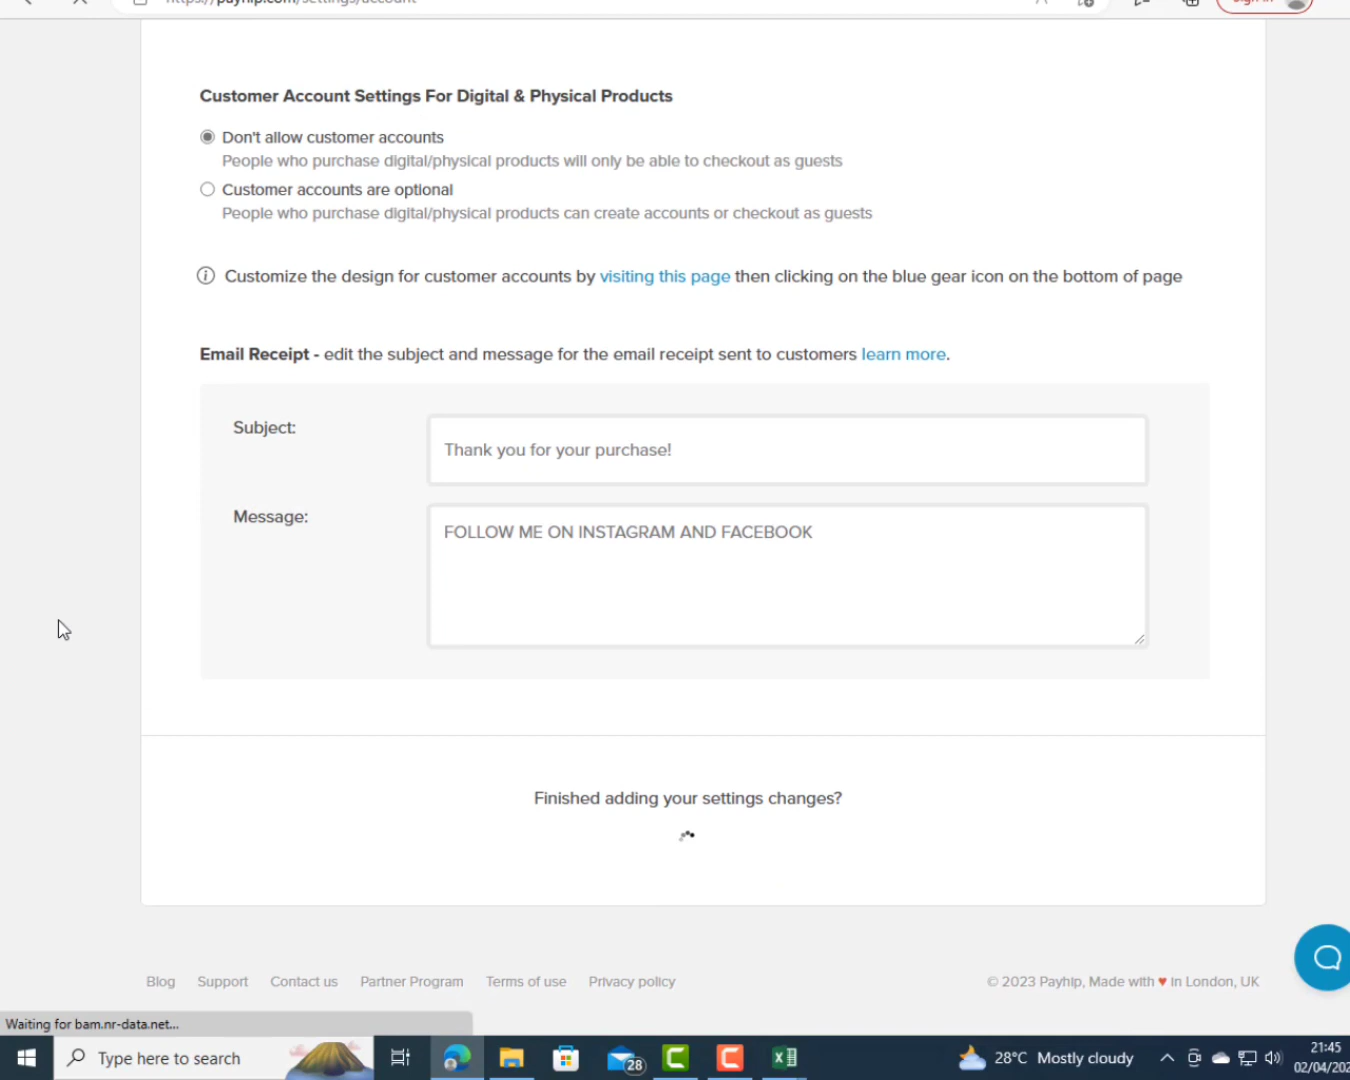 Customer Account Settings For Digital & Physical Products
Don't allow customer accounts
People who purchase digital/physical products will only be able to checkout as guests
Customer accounts are optional
People who purchase digital/physical products can create accounts or checkout as guests
Customize the design for customer accounts by visiting this page then clicking on the blue gear icon on the bottom of page
Email Receipt - edit the subject and message for the email receipt sent to customers learn more.
Subject:
Thank you for your purchase!
Message:
FOLLOW ME ON INSTAGRAM AND FACEBOOK
Finished adding your settings changes?
Blog Support Contact us Partner Program Terms of use Privacy policy © 2023 Payhip, Made with ♥ in London, UK
Waiting for bam.nr-data.net...
Type here to search 28 28°C Mostly cloudy 21:45
02/04/202